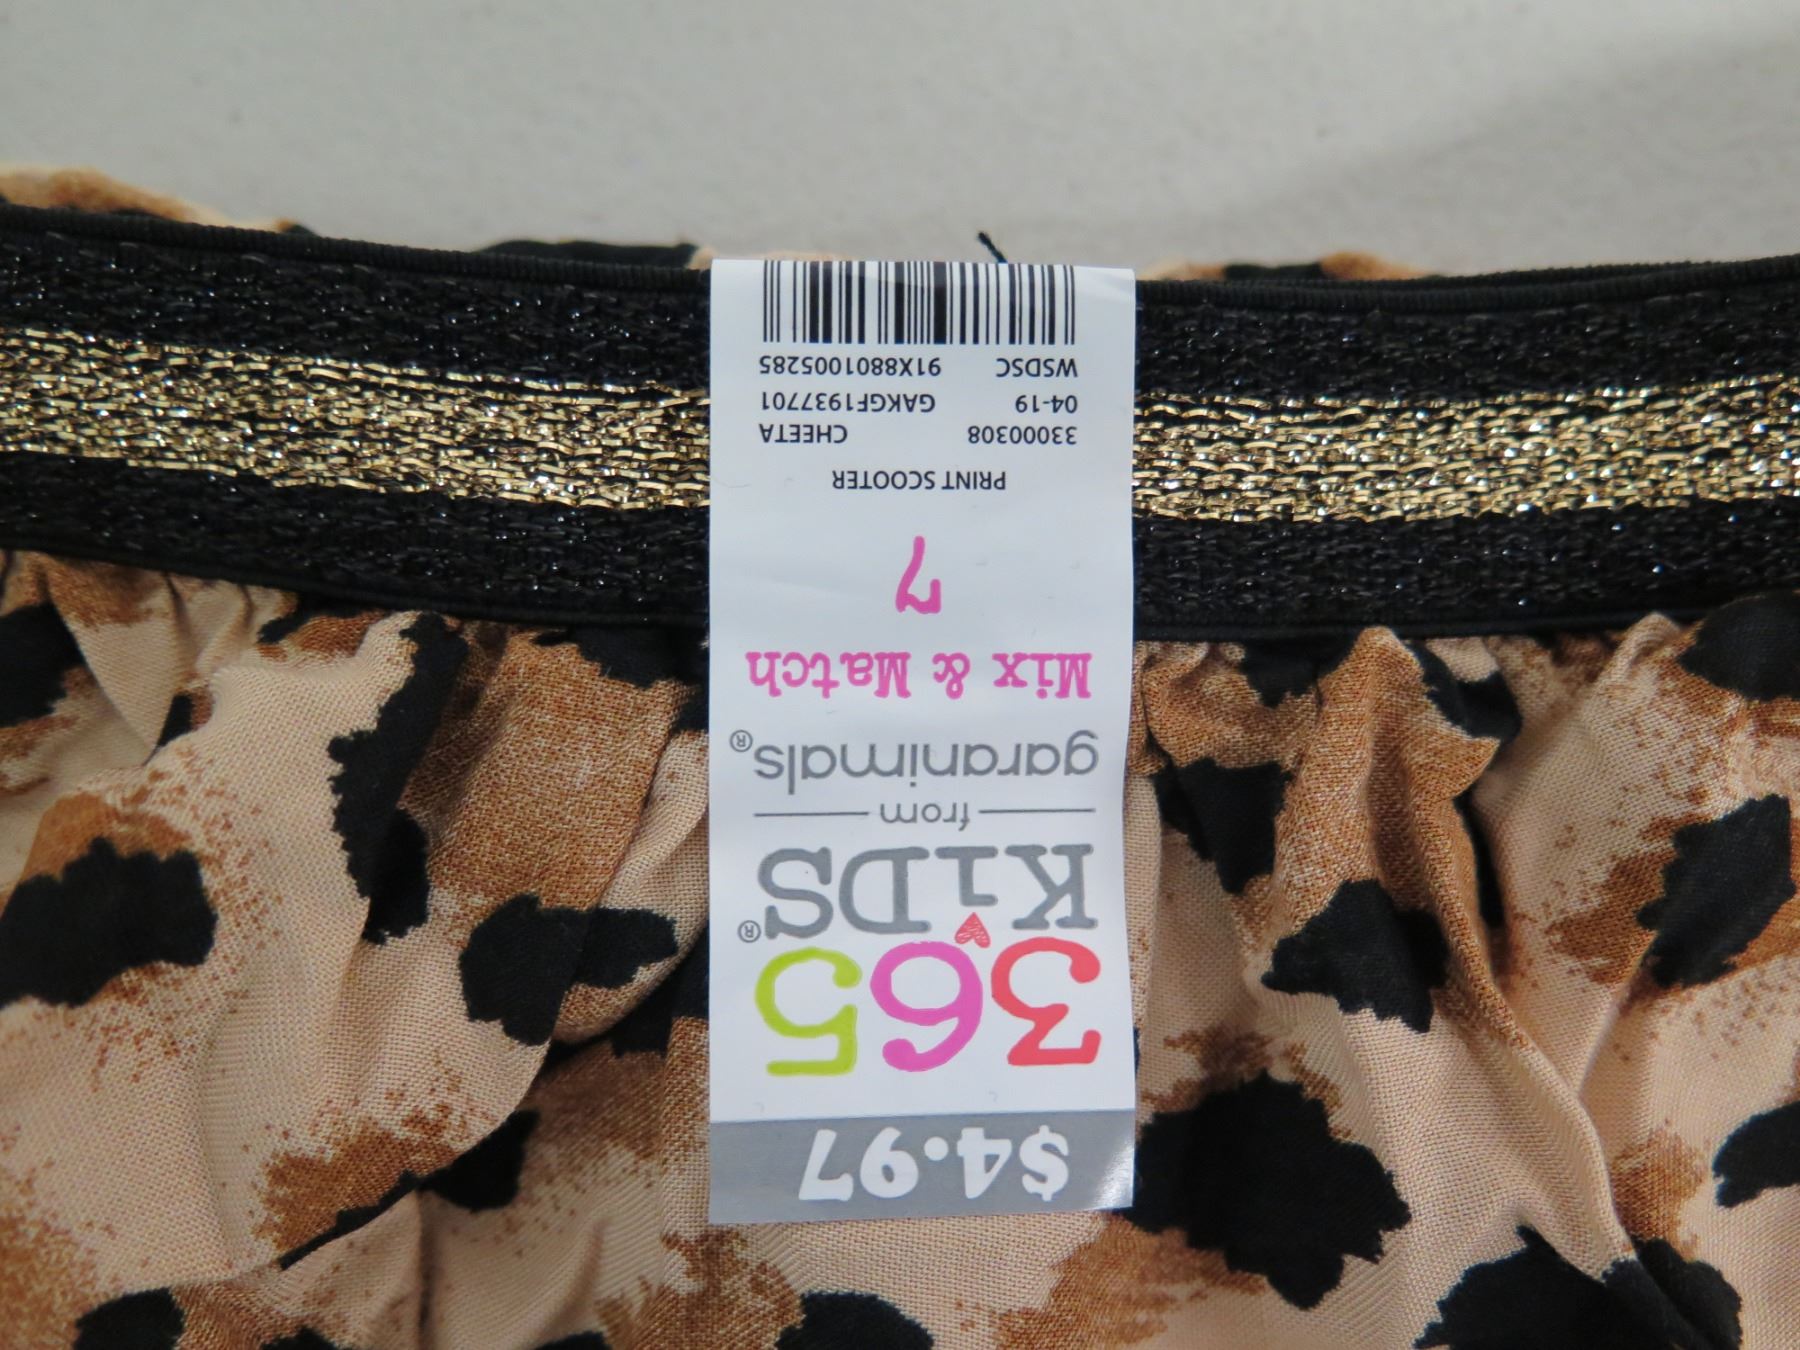 $4.97
365
KiDS®
from
garanimals®
Mix & Match
7
PRINT SCOOTER
33000308 CHEETA
04-19 GAKGF1937701
WSDSC 91X8801005285